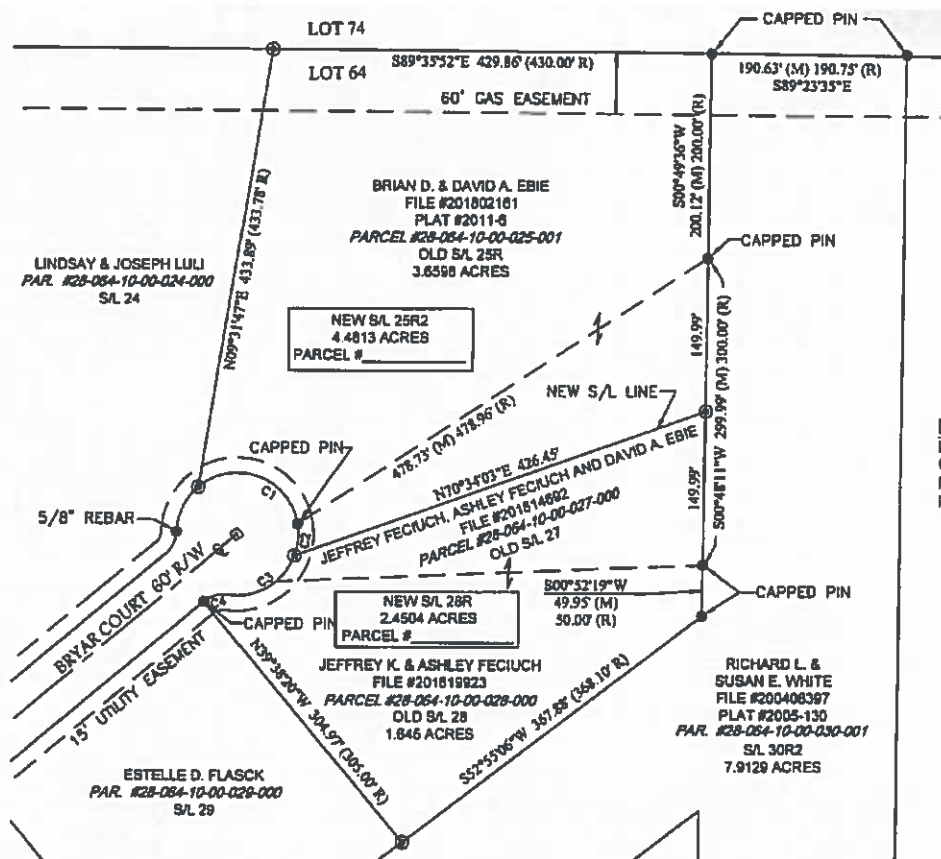 LOT 74
CAPPED PIN
LOT 64
S89°35'52"E 429.86' (430.00' R)
190.63' (M) 190.75' (R)
S89°23'35"E
60' GAS EASEMENT
S00°49'36"W
200.12' (M) 200.00' (R)
BRIAN D. & DAVID A. EBIE
FILE #201802181
PLAT #2011-6
PARCEL #28-064-10-00-025-001
OLD S/L 25R
3.6598 ACRES
CAPPED PIN
LINDSAY & JOSEPH LULI
PAR. #28-064-10-00-024-000
S/L 24
N09°31'47"E 433.89' (433.78' R)
NEW S/L 25R2
4.4813 ACRES
PARCEL #
149.99'
S00°48'11"W 299.99' (M) 300.00' (R)
NEW S/L LINE
478.73' (M) 478.96' (R)
CAPPED PIN
C1
N70°34'03"E 426.45'
149.99'
5/8" REBAR
C2
JEFFREY FECIUCH, ASHLEY FECIUCH AND DAVID A. EBIE
FILE #201814692
PARCEL #28-064-10-00-027-000
OLD S/L 27
BRYAR COURT 60' R/W
C3
C4
S00°52'19"W
49.95' (M)
50.00' (R)
CAPPED PIN
NEW S/L 28R
2.4504 ACRES
PARCEL #
CAPPED PIN
15' UTILITY EASEMENT
N39°38'20"W 304.97' (305.00' R)
JEFFREY K. & ASHLEY FECIUCH
FILE #201819923
PARCEL #28-064-10-00-028-000
OLD S/L 28
1.645 ACRES
S52°55'06"W 367.88' (368.10' R)
RICHARD L. &
SUSAN E. WHITE
FILE #200408397
PLAT #2005-130
PAR. #28-064-10-00-030-001
S/L 30R2
7.9129 ACRES
ESTELLE D. FLASCK
PAR. #28-064-10-00-029-000
S/L 29